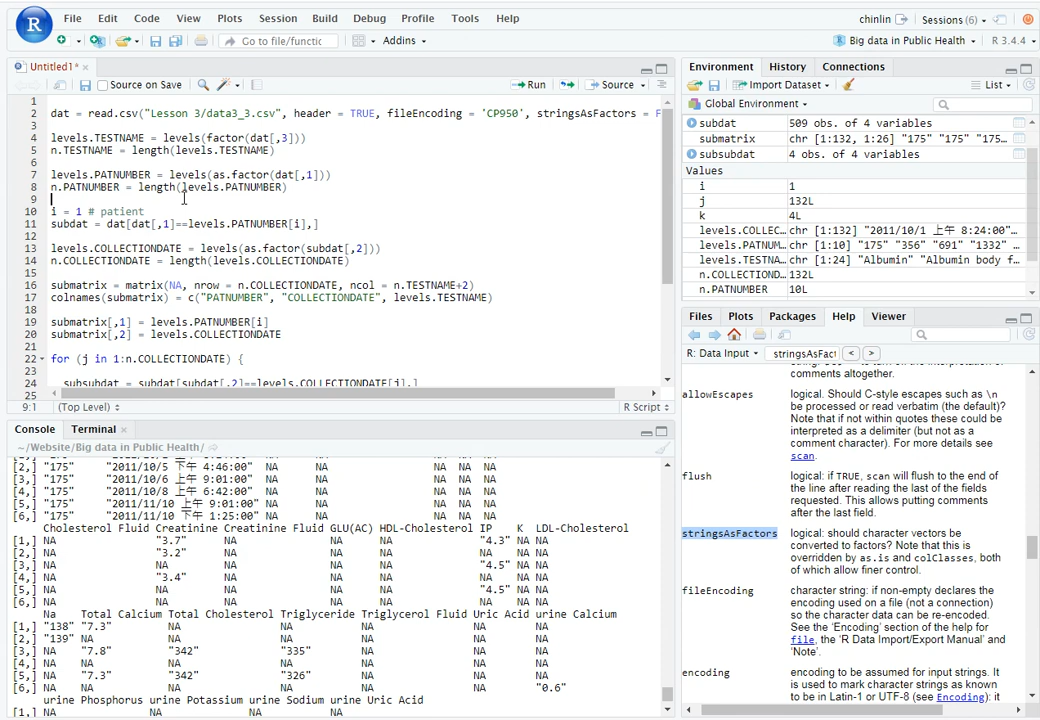 File Edit Code View Plots Session Build Debug Profile Tools Help
chinlin Sessions (6)
Go to file/functic Addins
Big data in Public Health R 3.4.4
Untitled1*
Source on Save Run Source
1
2 dat = read.csv("Lesson 3/data3_3.csv", header = TRUE, fileEncoding = 'CP950', stringsAsFactors = F
3
4 levels.TESTNAME = levels(factor(dat[,3]))
5 n.TESTNAME = length(levels.TESTNAME)
6
7 levels.PATNUMBER = levels(as.factor(dat[,1]))
8 n.PATNUMBER = length(levels.PATNUMBER)
9
10 i = 1 # patient
11 subdat = dat[dat[,1]==levels.PATNUMBER[i],]
12
13 levels.COLLECTIONDATE = levels(as.factor(subdat[,2]))
14 n.COLLECTIONDATE = length(levels.COLLECTIONDATE)
15
16 submatrix = matrix(NA, nrow = n.COLLECTIONDATE, ncol = n.TESTNAME+2)
17 colnames(submatrix) = c("PATNUMBER", "COLLECTIONDATE", levels.TESTNAME)
18
19 submatrix[,1] = levels.PATNUMBER[i]
20 submatrix[,2] = levels.COLLECTIONDATE
21
22 for (j in 1:n.COLLECTIONDATE) {
23
24 subsubdat = subdat[subdat[,2]==levels.COLLECTIONDATE[j],]
25
9:1 (Top Level) R Script
Console Terminal
~/Website/Big data in Public Health/
[2,] "175" "2011/10/5 下午 4:46:00" NA NA NA NA NA
[3,] "175" "2011/10/6 上午 9:01:00" NA NA NA NA NA
[4,] "175" "2011/10/8 上午 6:42:00" NA NA NA NA NA
[5,] "175" "2011/11/10 上午 9:01:00" NA NA NA NA NA
[6,] "175" "2011/11/10 下午 1:25:00" NA NA NA NA NA
Cholesterol Fluid Creatinine Creatinine Fluid GLU(AC) HDL-Cholesterol IP K LDL-Cholesterol
[1,] NA "3.7" NA NA NA "4.3" NA NA
[2,] NA "3.2" NA NA NA NA NA NA
[3,] NA NA NA NA NA "4.5" NA NA
[4,] NA "3.4" NA NA NA NA NA NA
[5,] NA NA NA NA NA "4.5" NA NA
[6,] NA NA NA NA NA NA NA NA
Na Total Calcium Total Cholesterol Triglyceride Triglycerol Fluid Uric Acid urine Calcium
[1,] "138" "7.3" NA NA NA NA NA
[2,] "139" NA NA NA NA NA NA
[3,] NA "7.8" "342" "335" NA NA NA
[4,] NA NA NA NA NA NA NA
[5,] NA "7.3" "342" "326" NA NA NA
[6,] NA NA NA NA NA NA "0.6"
urine Phosphorus urine Potassium urine Sodium urine Uric Acid
[1,] NA NA NA NA
Environment History Connections
Import Dataset List
Global Environment
subdat 509 obs. of 4 variables
submatrix chr [1:132, 1:26] "175" "175" "175…
subsubdat 4 obs. of 4 variables
Values
i 1
j 132L
k 4L
levels.COLLEC… chr [1:132] "2011/10/1 上午 8:24:00"…
levels.PATNUM… chr [1:10] "175" "356" "691" "1332" …
levels.TESTNA… chr [1:24] "Albumin" "Albumin body f…
n.COLLECTIOND… 132L
n.PATNUMBER 10L
Files Plots Packages Help Viewer
R: Data Input stringsAsFact
comments altogether.
allowEscapes logical. Should C-style escapes such as \n
be processed or read verbatim (the default)?
Note that if not within quotes these could be
interpreted as a delimiter (but not as a
comment character). For more details see
scan.
flush logical: if TRUE, scan will flush to the end of
the line after reading the last of the fields
requested. This allows putting comments
after the last field.
stringsAsFactors logical: should character vectors be
converted to factors? Note that this is
overridden by as.is and colClasses, both
of which allow finer control.
fileEncoding character string: if non-empty declares the
encoding used on a file (not a connection)
so the character data can be re-encoded.
See the ‘Encoding’ section of the help for
file, the ‘R Data Import/Export Manual’ and
‘Note’.
encoding encoding to be assumed for input strings. It
is used to mark character strings as known
to be in Latin-1 or UTF-8 (see Encoding): it